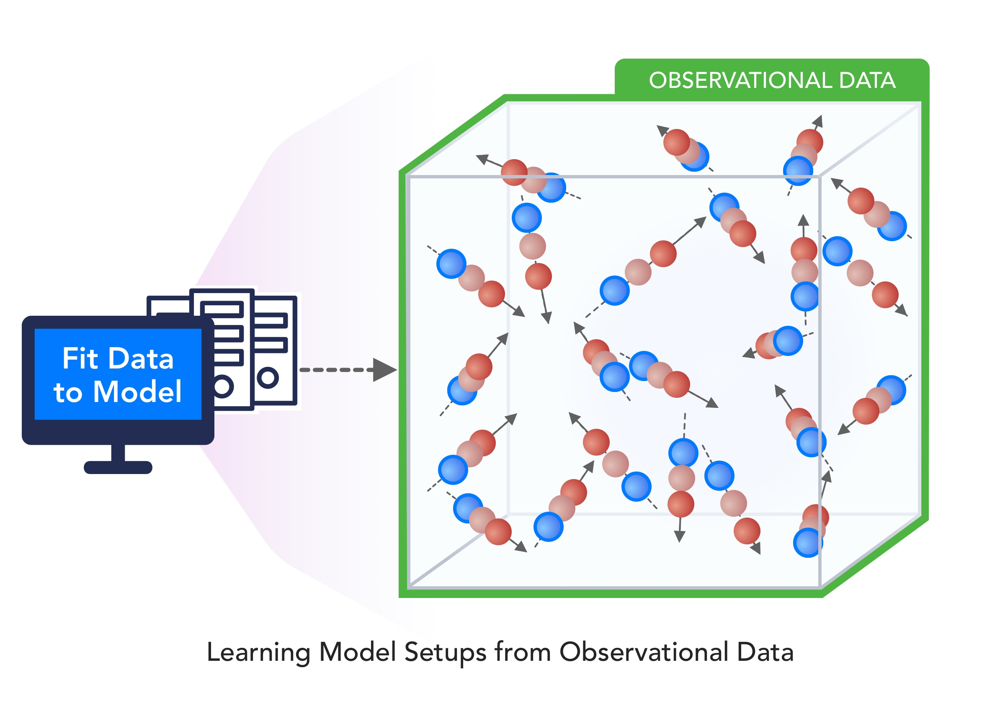 OBSERVATIONAL DATA
Fit Data
to Model
Learning Model Setups from Observational Data